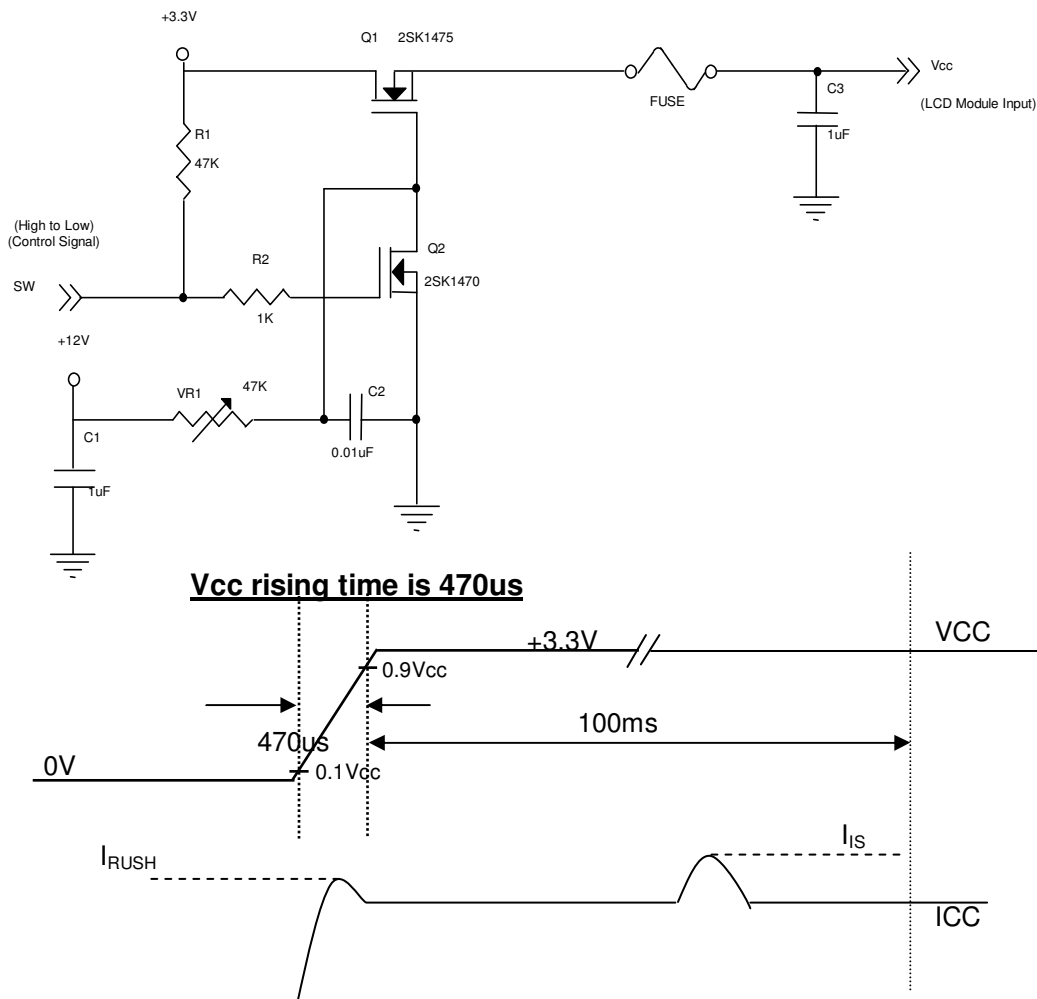 +3.3V
Q1 2SK1475
Vcc
FUSE
C3
(LCD Module Input)
1uF
R1
47K
(High to Low)
(Control Signal)
Q2
R2
2SK1470
SW
1K
+12V
VR1
47K
C2
C1
0.01uF
1uF
Vcc rising time is 470us
+3.3V
VCC
0.9Vcc
100ms
470us
0V
0.1Vcc
IRUSH
IIS
ICC